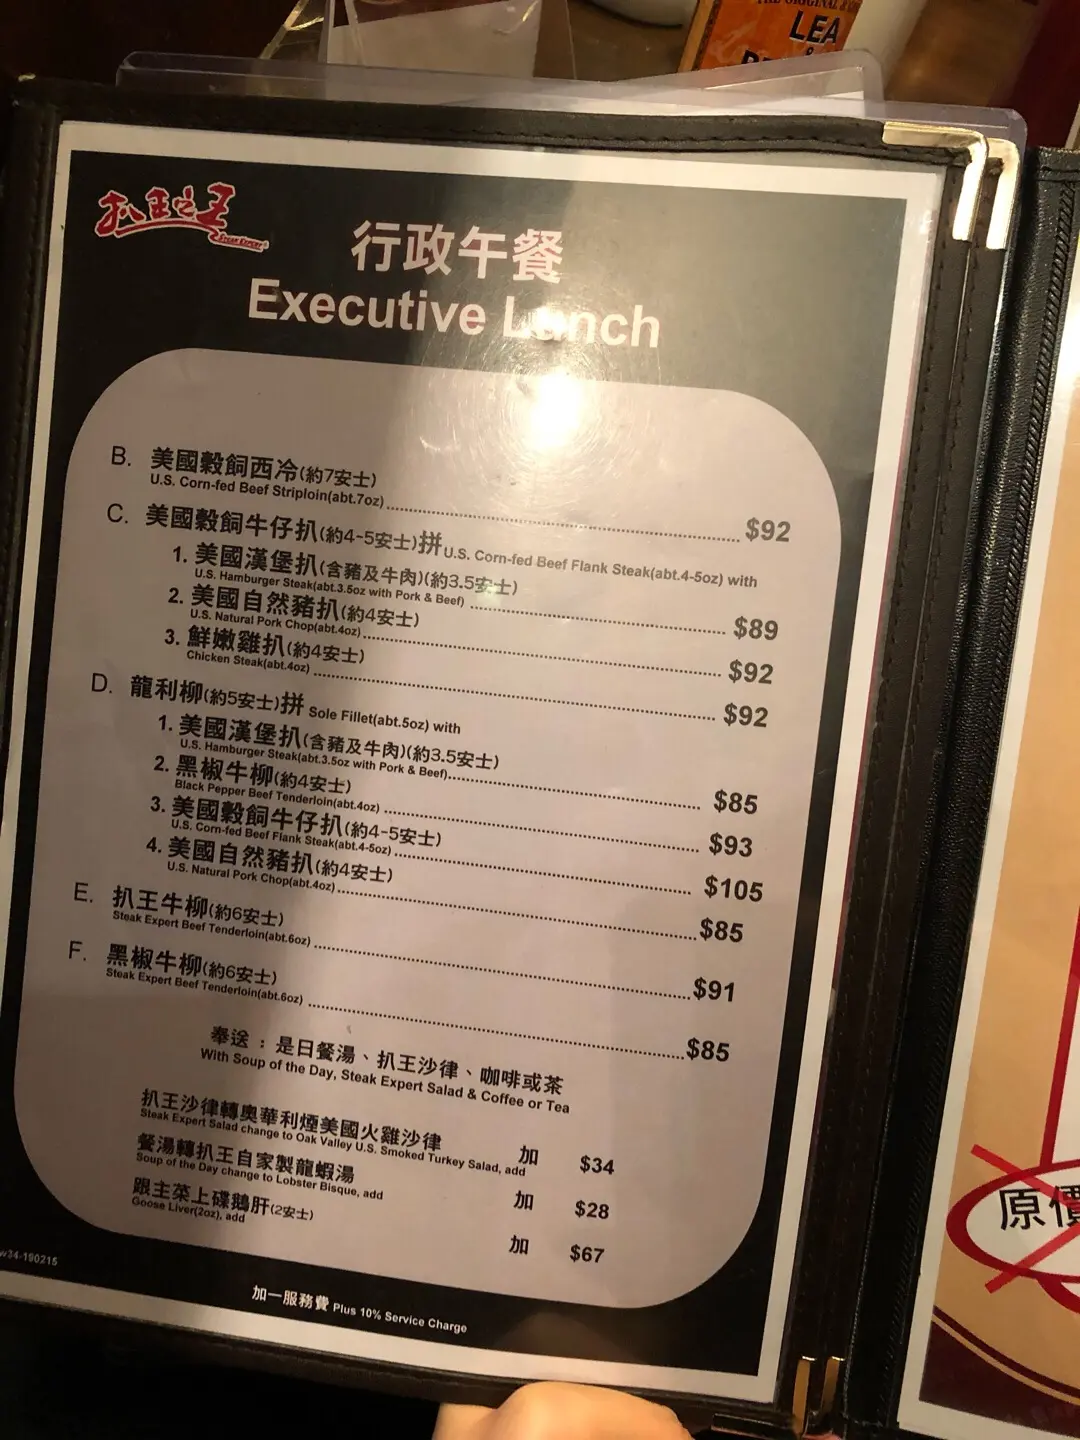 THE ORIGINAL &
LEA
&
扒王之王
STEAK EXPERT
行政午餐
Executive Lunch
B. 美國穀飼西冷(約7安士)
U.S. Corn-fed Beef Striploin(abt.7oz) $92
C. 美國穀飼牛仔扒(約4-5安士)拼 U.S. Corn-fed Beef Flank Steak(abt.4-5oz) with
1. 美國漢堡扒(含豬及牛肉)(約3.5安士)
U.S. Hamburger Steak(abt.3.5oz with Pork & Beef) $89
2. 美國自然豬扒(約4安士)
U.S. Natural Pork Chop(abt.4oz) $92
3. 鮮嫩雞扒(約4安士)
Chicken Steak(abt.4oz) $92
D. 龍利柳(約5安士)拼 Sole Fillet(abt.5oz) with
1. 美國漢堡扒(含豬及牛肉)(約3.5安士)
U.S. Hamburger Steak(abt.3.5oz with Pork & Beef) $85
2. 黑椒牛柳(約4安士)
Black Pepper Beef Tenderloin(abt.4oz) $93
3. 美國穀飼牛仔扒(約4-5安士)
U.S. Corn-fed Beef Flank Steak(abt.4-5oz) $105
4. 美國自然豬扒(約4安士)
U.S. Natural Pork Chop(abt.4oz) $85
E. 扒王牛柳(約6安士)
Steak Expert Beef Tenderloin(abt.6oz) $91
F. 黑椒牛柳(約6安士)
Steak Expert Beef Tenderloin(abt.6oz) $85
奉送：是日餐湯、扒王沙律、咖啡或茶
With Soup of the Day, Steak Expert Salad & Coffee or Tea
扒王沙律轉奧華利煙美國火雞沙律 加 $34
Steak Expert Salad change to Oak Valley U.S. Smoked Turkey Salad, add
餐湯轉扒王自家製龍蝦湯 加 $28
Soup of the Day change to Lobster Bisque, add
跟主菜上碟鵝肝(2安士) 加 $67
Goose Liver(2oz), add
w34-190215
加一服務費 Plus 10% Service Charge
原價